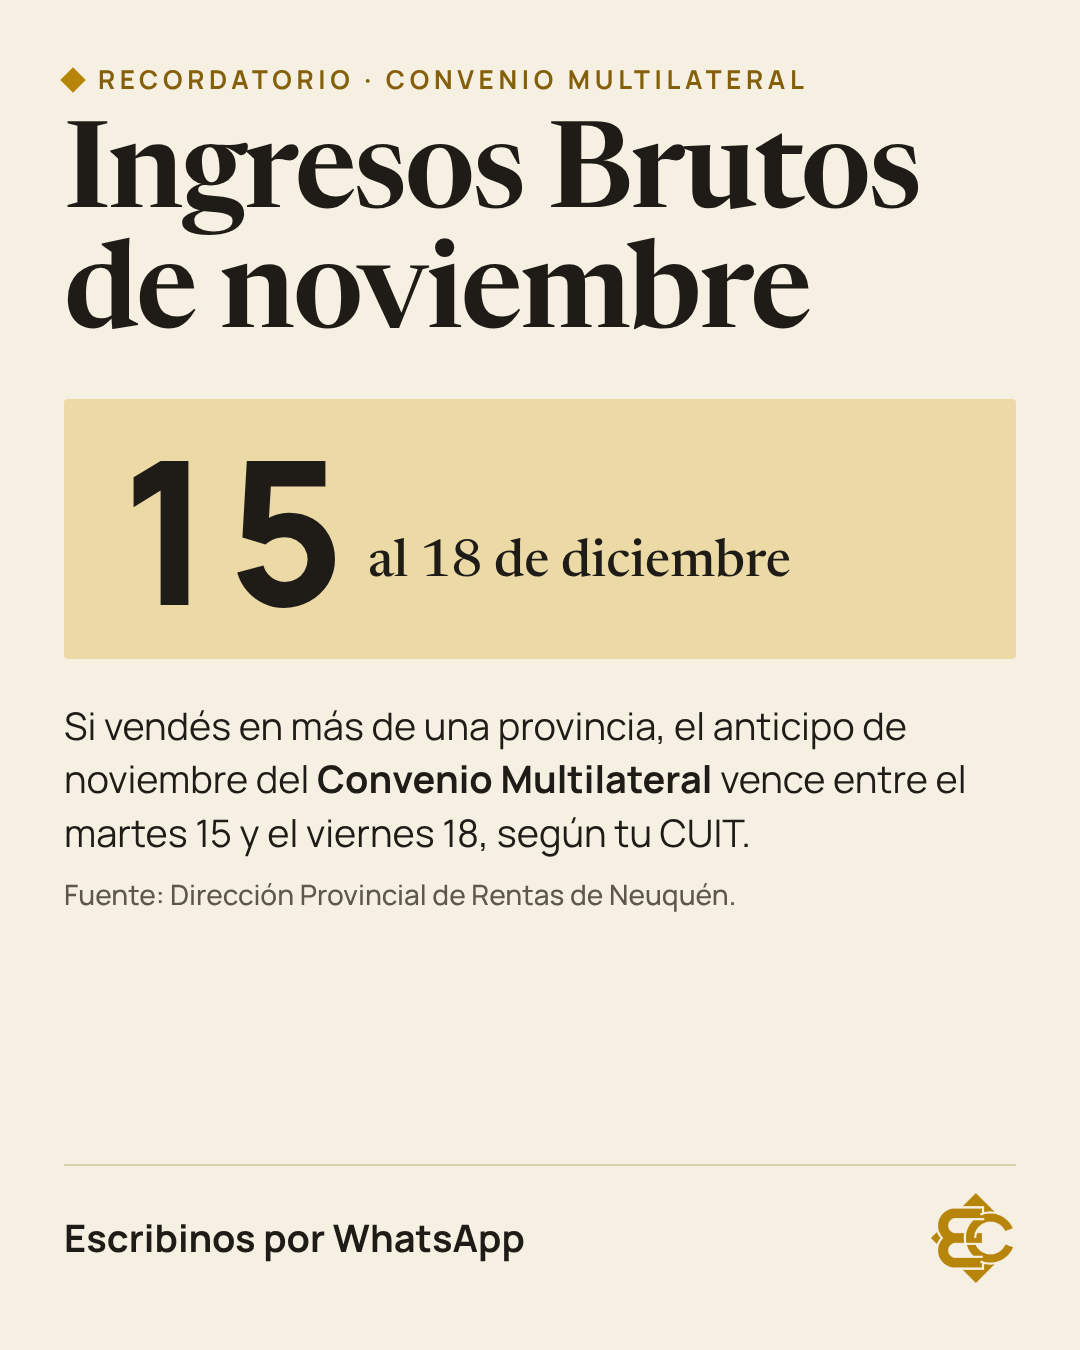 RECORDATORIO · CONVENIO MULTILATERAL
Ingresos Brutos
de noviembre
15 al 18 de diciembre
Si vendés en más de una provincia, el anticipo de
noviembre del Convenio Multilateral vence entre el
martes 15 y el viernes 18, según tu CUIT.
Fuente: Dirección Provincial de Rentas de Neuquén.
Escribinos por WhatsApp
EC